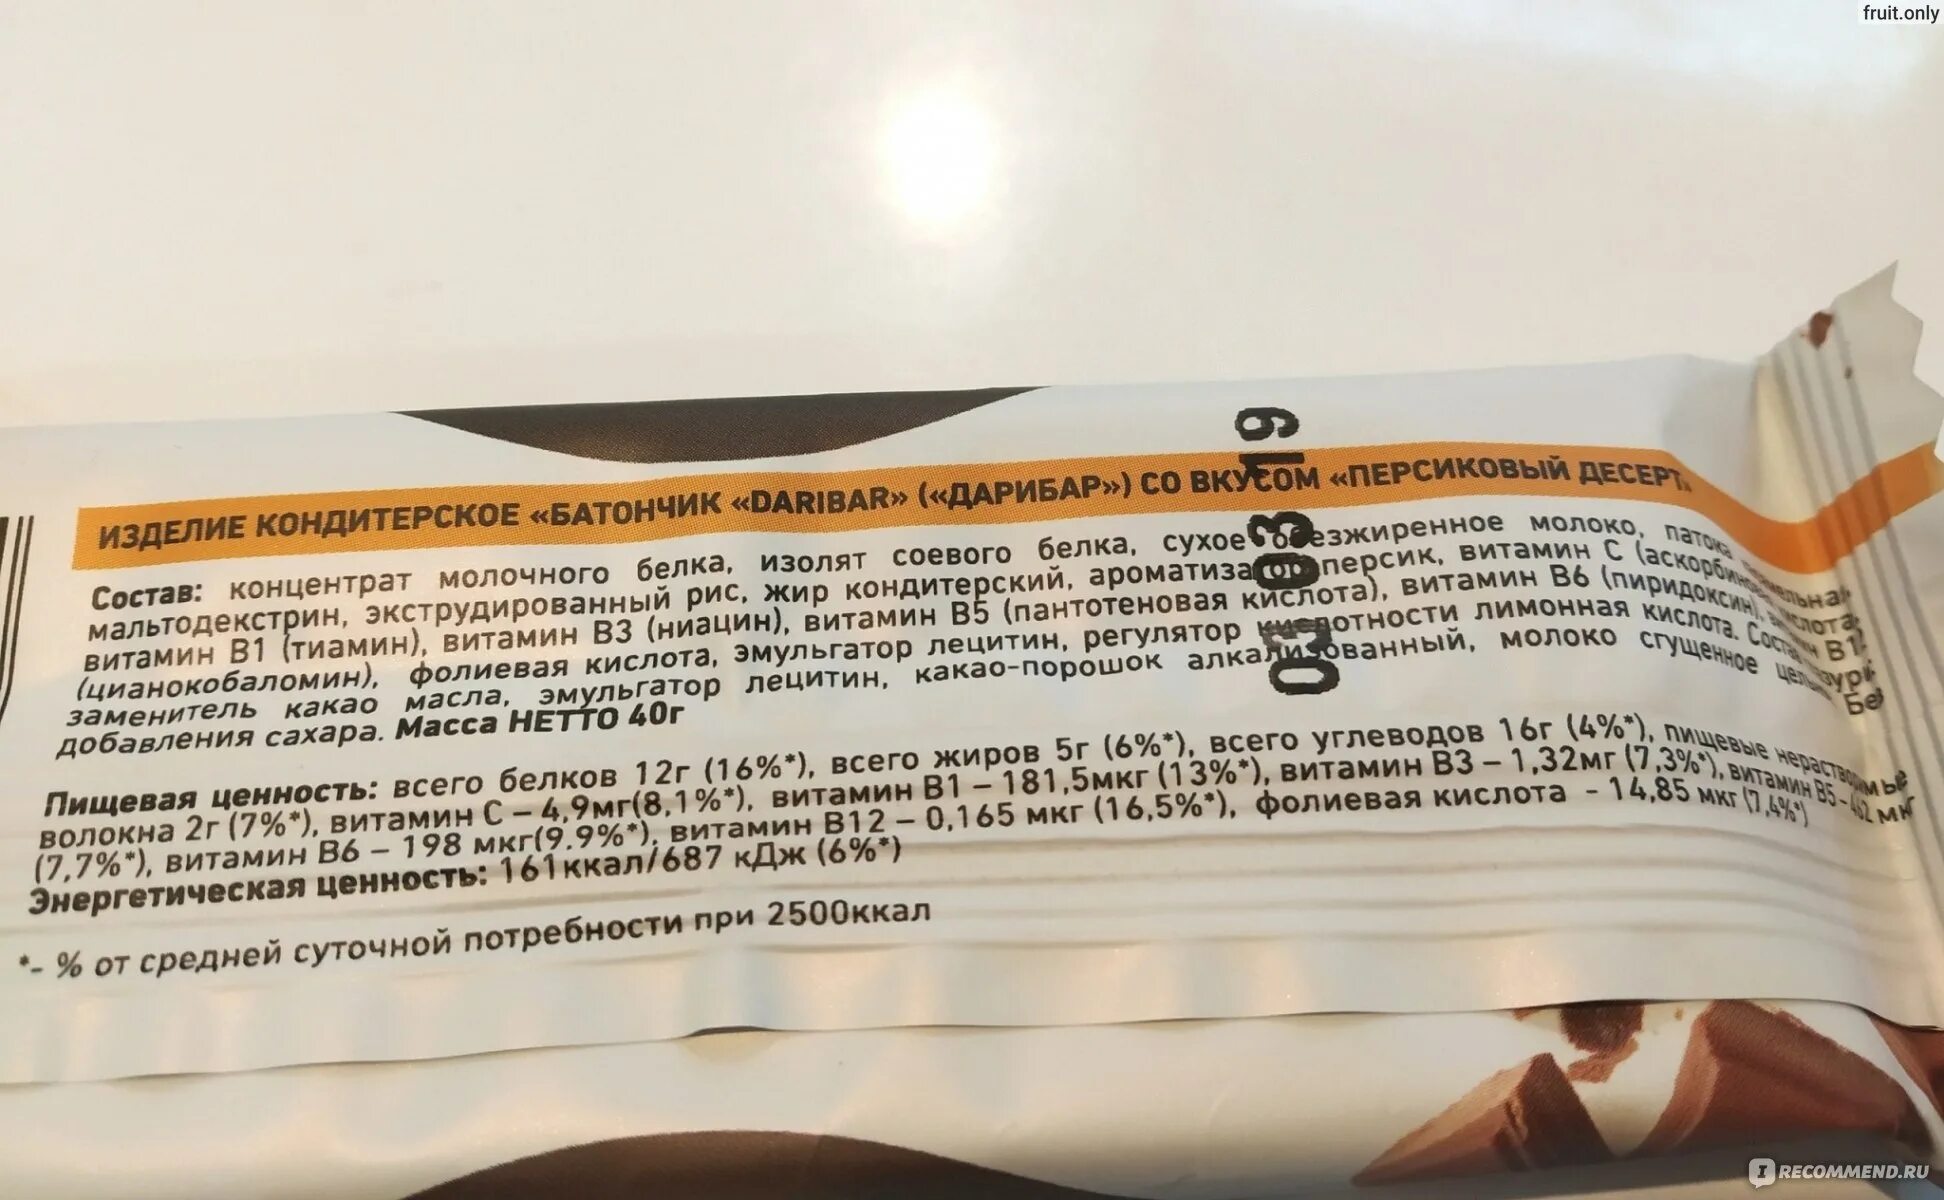 fruit.only
ИЗДЕЛИЕ КОНДИТЕРСКОЕ «БАТОНЧИК «DARIBAR» («ДАРИБАР») СО ВКУСОМ «ПЕРСИКОВЫЙ ДЕСЕРТ»
Состав: концентрат молочного белка, изолят соевого белка, сухое обезжиренное молоко, патока
мальтодекстрин, экструдированный рис, жир кондитерский, ароматизатор персик, витамин С (аскорбиновая кислота),
витамин В1 (тиамин), витамин В3 (ниацин), витамин В5 (пантотеновая кислота), витамин В6 (пиридоксин),
(цианокобаломин), фолиевая кислота, эмульгатор лецитин, регулятор кислотности лимонная кислота. Состав
заменитель какао масла, эмульгатор лецитин, какао-порошок алкализованный, молоко сгущенное Без
добавления сахара. Масса НЕТТО 40г
Пищевая ценность: всего белков 12г (16%*), всего жиров 5г (6%*), всего углеводов 16г (4%*), пищевые нерастворимые
волокна 2г (7%*), витамин С – 4,9мг(8,1%*), витамин В1 – 181,5мкг (13%*), витамин В3 – 1,32мг (7,3%*), витамин В5 – 462 мкг
(7,7%*), витамин В6 – 198 мкг(9.9%*), витамин В12 – 0,165 мкг (16,5%*), фолиевая кислота - 14,85 мкг (7,4%*)
Энергетическая ценность: 161ккал/687 кДж (6%*)
*- % от средней суточной потребности при 2500ккал
05 03 19
IRECOMMEND.RU